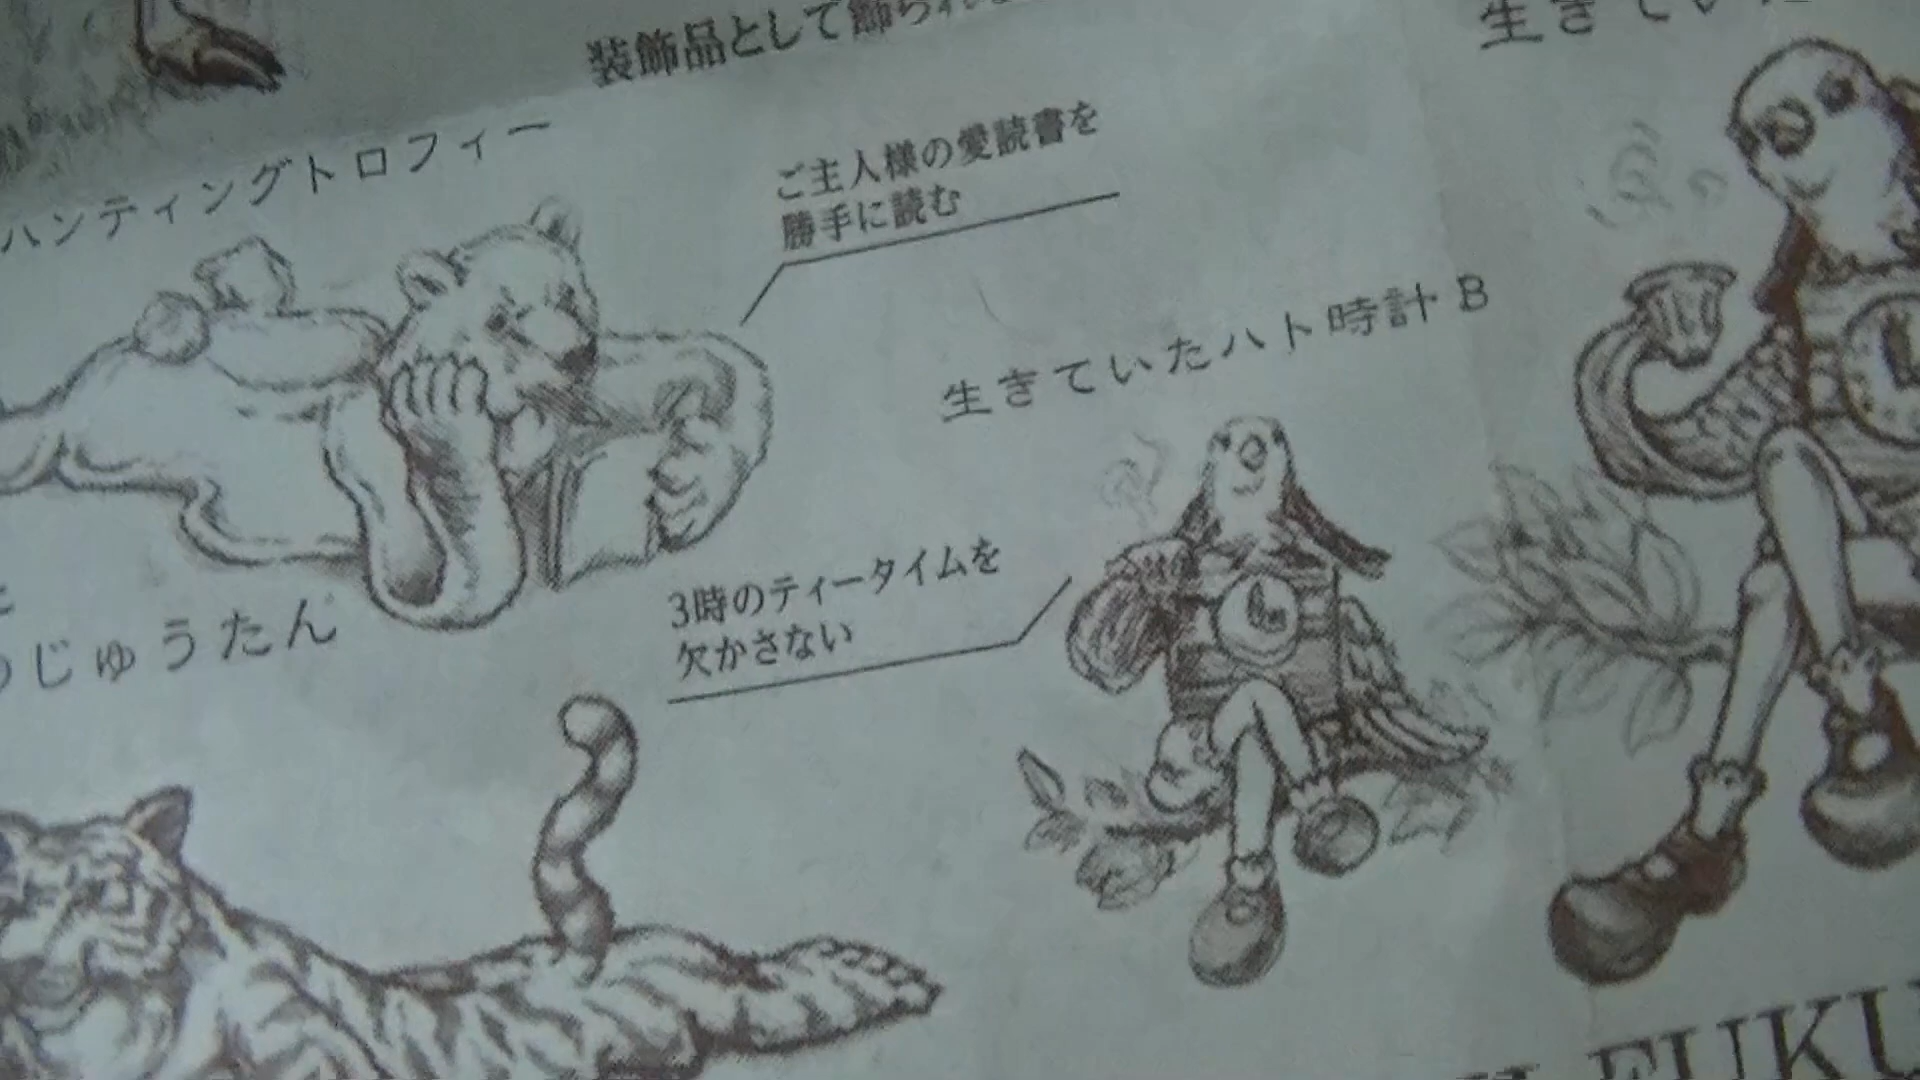 装飾品として飾られ
生きていた
ハンティングトロフィー
ご主人様の愛読書を
勝手に読む
生きていたハト時計 B
3時のティータイムを
欠かさない
じゅうたん
FUKU